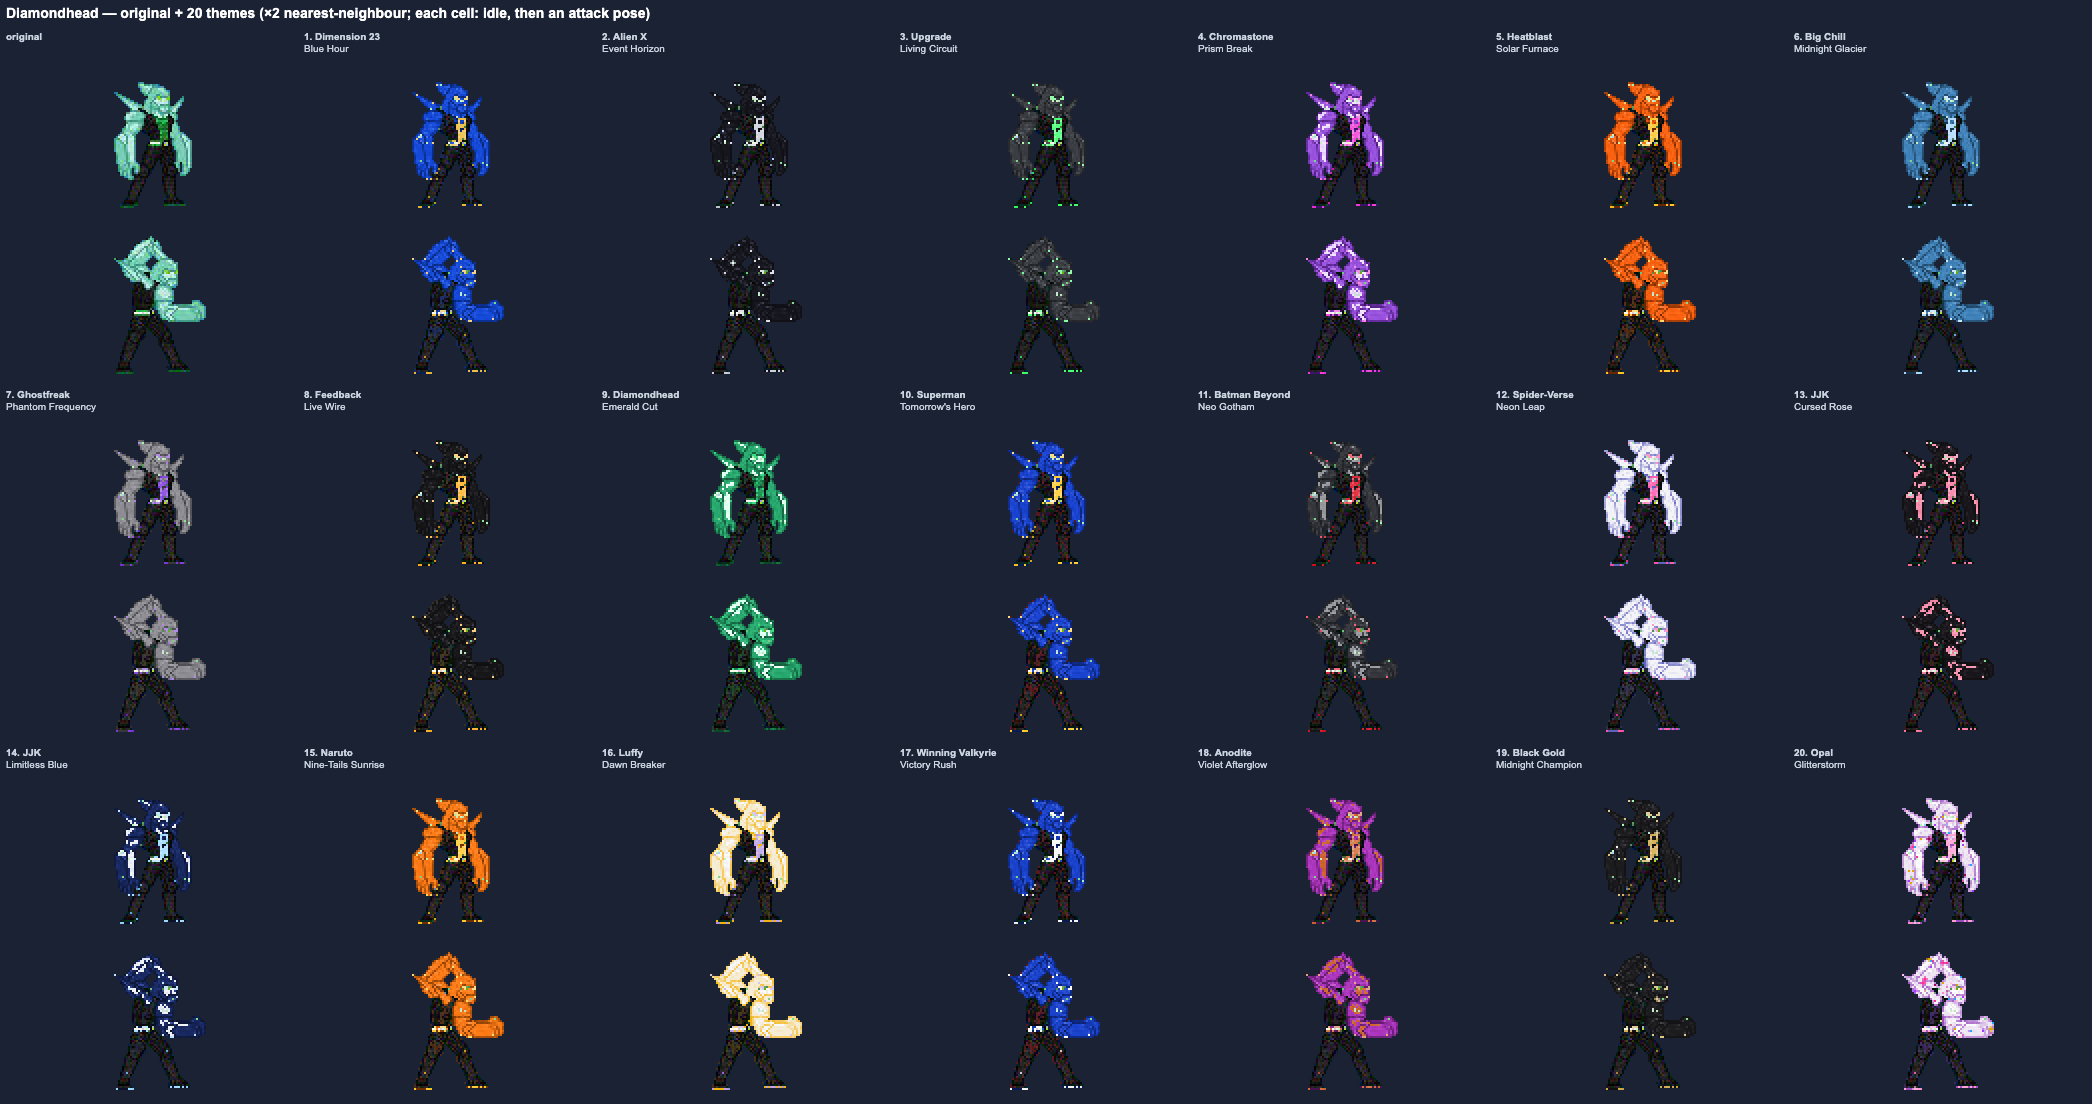 Diamondhead — original + 20 themes (×2 nearest-neighbour; each cell: idle, then an attack pose)
original
1. Dimension 23
Blue Hour
2. Alien X
Event Horizon
3. Upgrade
Living Circuit
4. Chromastone
Prism Break
5. Heatblast
Solar Furnace
6. Big Chill
Midnight Glacier
7. Ghostfreak
Phantom Frequency
8. Feedback
Live Wire
9. Diamondhead
Emerald Cut
10. Superman
Tomorrow's Hero
11. Batman Beyond
Neo Gotham
12. Spider-Verse
Neon Leap
13. JJK
Cursed Rose
14. JJK
Limitless Blue
15. Naruto
Nine-Tails Sunrise
16. Luffy
Dawn Breaker
17. Winning Valkyrie
Victory Rush
18. Anodite
Violet Afterglow
19. Black Gold
Midnight Champion
20. Opal
Glitterstorm